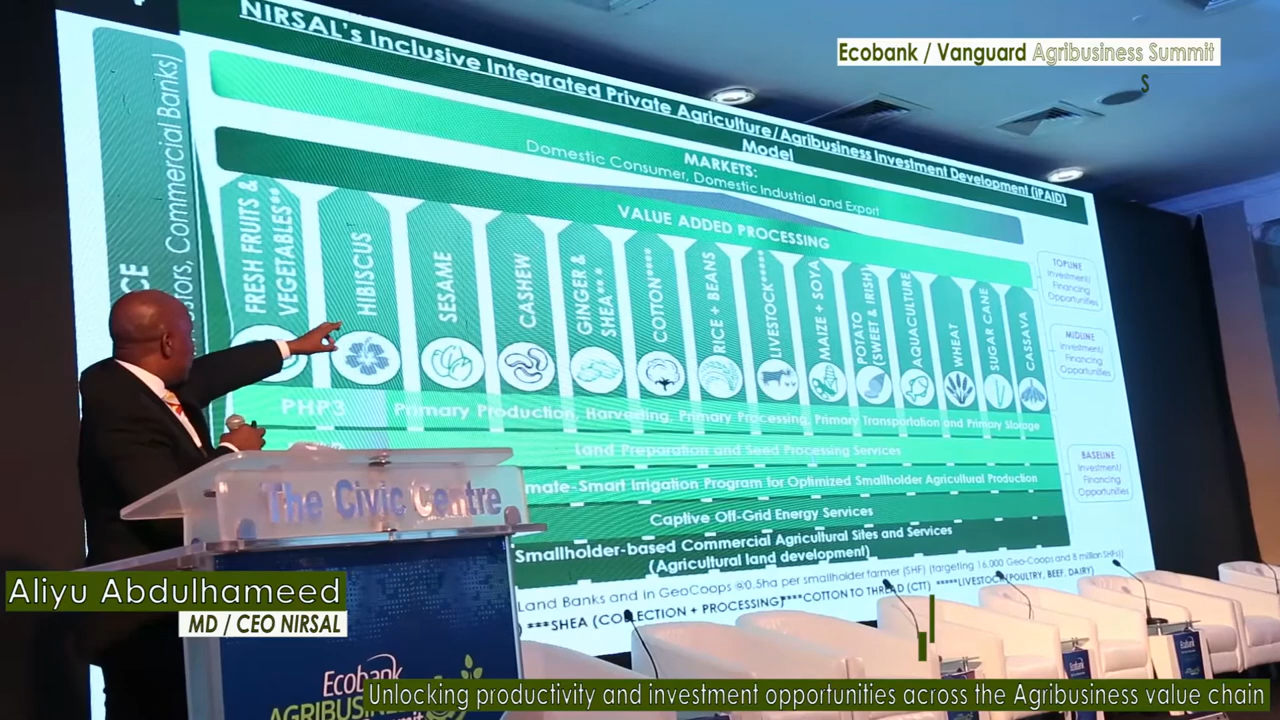 NIRSAL's Inclusive Integrated Private Agriculture/Agribusiness Investment Development (iPAID)
Model
Ecobank / Vanguard Agribusiness Summit
S
MARKETS:
Domestic Consumer, Domestic Industrial and Export
VALUE ADDED PROCESSING
Commercial Banks)
FRESH FRUITS &
VEGETABLES***
HIBISCUS
SESAME
CASHEW
GINGER &
SHEA***
COTTON****
RICE + BEANS
LIVESTOCK*****
MAIZE + SOYA
POTATO
(SWEET & IRISH)
AQUACULTURE
WHEAT
SUGAR CANE
CASSAVA
TOPLINE
Investment/
Financing
Opportunities
MIDLINE
Investment/
Financing
Opportunities
BASELINE
Investment/
Financing
Opportunities
Primary Production, Harvesting, Primary Processing, Primary Transportation and Primary Storage
Land Preparation and Seed Processing Services
mate-Smart Irrigation Program for Optimized Smallholder Agricultural Production
Captive Off-Grid Energy Services
Smallholder-based Commercial Agricultural Sites and Services
(Agricultural land development)
Land Banks and in GeoCoops @0.5ha per smallholder farmer (SHF) (targeting 16,000 Geo-Coops and 8 million SHFs)
***SHEA (COLLECTION + PROCESSING) ****COTTON TO THREAD (CTT) *****LIVESTOCK(POULTRY, BEEF, DAIRY)
The Civic Centre
Aliyu Abdulhameed
MD / CEO NIRSAL
Ecobank
AGRIBUSI
Ecobank
Ecobank
Unlocking productivity and investment opportunities across the Agribusiness value chain